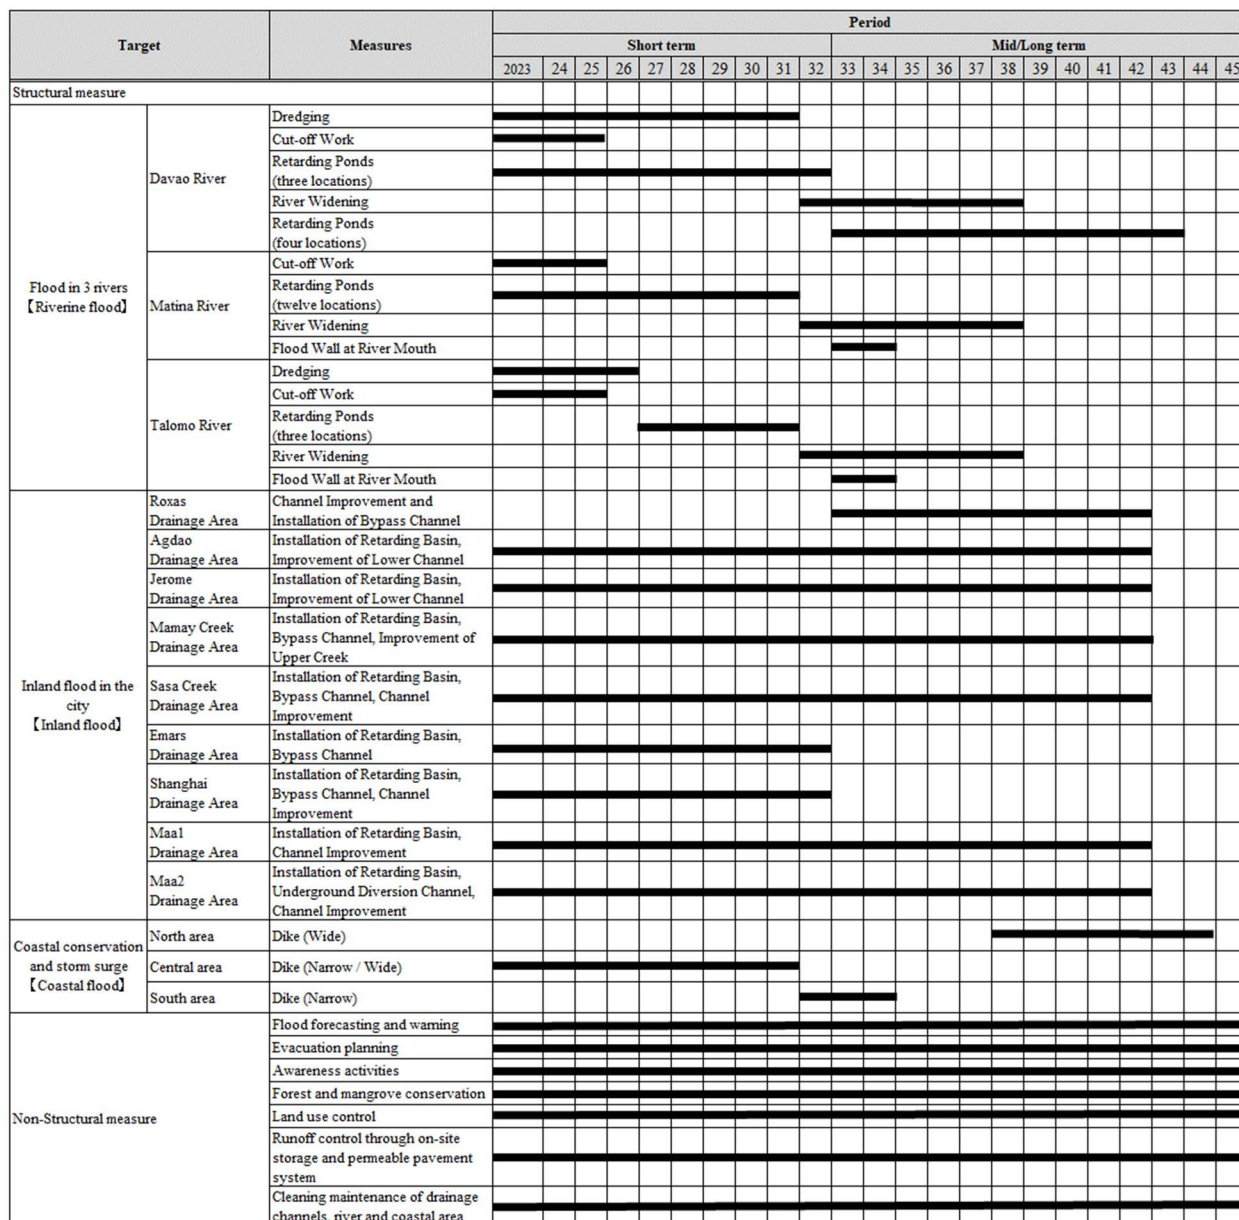 Target
Measures
Period
Short term
Mid/Long term
2023 24 25 26 27 28 29 30 31 32 33 34 35 36 37 38 39 40 41 42 43 44 45
Structural measure
Flood in 3 rivers
【Riverine flood】
Davao River
Dredging
Cut-off Work
Retarding Ponds
(three locations)
River Widening
Retarding Ponds
(four locations)
Matina River
Cut-off Work
Retarding Ponds
(twelve locations)
River Widening
Flood Wall at River Mouth
Talomo River
Dredging
Cut-off Work
Retarding Ponds
(three locations)
River Widening
Flood Wall at River Mouth
Inland flood in the
city
【Inland flood】
Roxas
Drainage Area
Channel Improvement and
Installation of Bypass Channel
Agdao
Drainage Area
Installation of Retarding Basin,
Improvement of Lower Channel
Jerome
Drainage Area
Installation of Retarding Basin,
Improvement of Lower Channel
Mamay Creek
Drainage Area
Installation of Retarding Basin,
Bypass Channel, Improvement of
Upper Creek
Sasa Creek
Drainage Area
Installation of Retarding Basin,
Bypass Channel, Channel
Improvement
Emars
Drainage Area
Installation of Retarding Basin,
Bypass Channel
Shanghai
Drainage Area
Installation of Retarding Basin,
Bypass Channel, Channel
Improvement
Maa1
Drainage Area
Installation of Retarding Basin,
Channel Improvement
Maa2
Drainage Area
Installation of Retarding Basin,
Underground Diversion Channel,
Channel Improvement
Coastal conservation
and storm surge
【Coastal flood】
North area
Dike (Wide)
Central area
Dike (Narrow / Wide)
South area
Dike (Narrow)
Non-Structural measure
Flood forecasting and warning
Evacuation planning
Awareness activities
Forest and mangrove conservation
Land use control
Runoff control through on-site
storage and permeable pavement
system
Cleaning maintenance of drainage
channels, river and coastal area